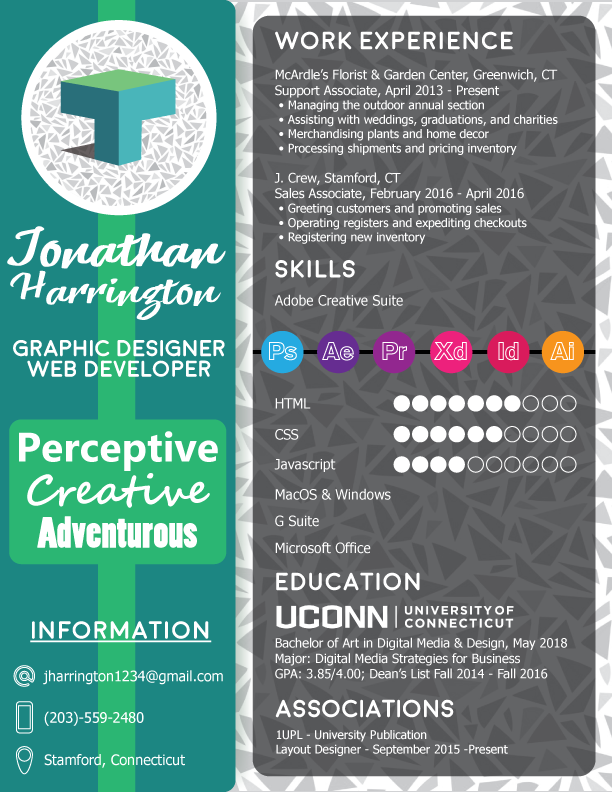 Jonathan
Harrington
GRAPHIC DESIGNER
WEB DEVELOPER
Perceptive
Creative
Adventurous
INFORMATION
jharrington1234@gmail.com
(203)-559-2480
Stamford, Connecticut
WORK EXPERIENCE
McArdle's Florist & Garden Center, Greenwich, CT
Support Associate, April 2013 - Present
• Managing the outdoor annual section
• Assisting with weddings, graduations, and charities
• Merchandising plants and home decor
• Processing shipments and pricing inventory
J. Crew, Stamford, CT
Sales Associate, February 2016 - April 2016
• Greeting customers and promoting sales
• Operating registers and expediting checkouts
• Registering new inventory
SKILLS
Adobe Creative Suite
Ps Ae Pr Xd Id Ai
HTML
CSS
Javascript
MacOS & Windows
G Suite
Microsoft Office
EDUCATION
UCONN | UNIVERSITY OF
CONNECTICUT
Bachelor of Art in Digital Media & Design, May 2018
Major: Digital Media Strategies for Business
GPA: 3.85/4.00; Dean's List Fall 2014 - Fall 2016
ASSOCIATIONS
1UPL - University Publication
Layout Designer - September 2015 -Present